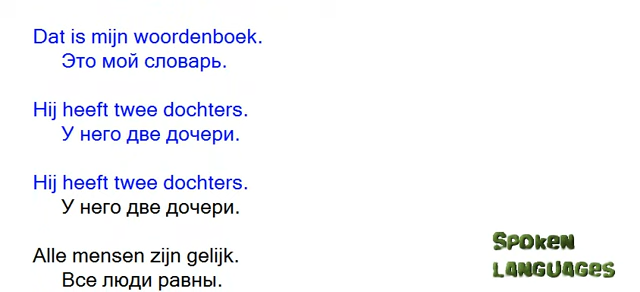 Dat is mijn woordenboek.
Это мой словарь.
Hij heeft twee dochters.
У него две дочери.
Hij heeft twee dochters.
У него две дочери.
Alle mensen zijn gelijk.
Все люди равны.
SPOKEN
LANGUAGES